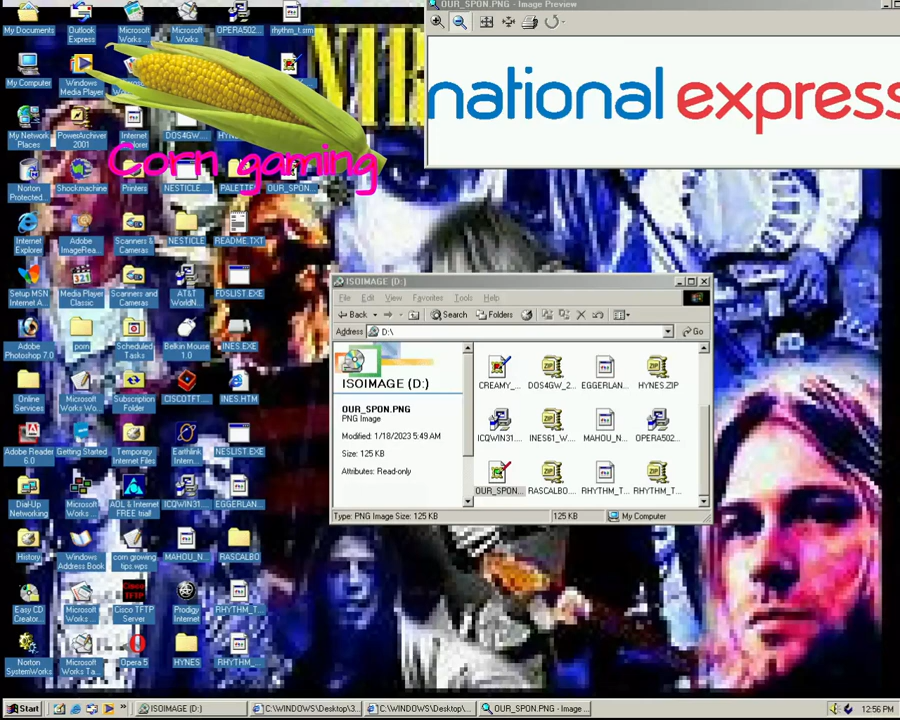 My Documents
Outlook Express
Microsoft
Microsoft
OPERA502...
rhythm_t.srm
OUR_SPON.PNG - Image Preview
NIR
national express
My Computer
Windows Media Player
My Network Places
PowerArchiver 2001
Internet Explorer
DOS4GW...
Corn gaming
Norton Protected...
Shockmachine
Printers
NESTICLE
PALETTE
OUR_SPON...
Internet Explorer
Adobe ImageRea...
Scanners & Cameras
NESTICLE
README.TXT
Setup MSN Internet A...
Media Player Classic
Scanners and Cameras
AT&T WorldN...
FDSLIST.EXE
Adobe Photoshop 7.0
porn
Scheduled Tasks
Belkin Mouse 1.0
INES.EXE
Online Services
Microsoft Works Wo...
Subscription Folder
CISCOTFT...
INES.HTM
Adobe Reader 6.0
Getting Started
Temporary Internet Files
Earthlink Intern...
NESLIST.EXE
Dial-Up Networking
Microsoft Works ...
AOL & Internet FREE trial!
ICQWIN31...
EGGERLAN...
History
Windows Address Book
corn growing tips.wps
MAHOU_N...
RASCALBO
Easy CD Creator...
Microsoft Works ...
Cisco TFTP Server
Prodigy Internet
RHYTHM_T...
Norton SystemWorks
Microsoft Works Ta...
Opera 5
HYNES
RHYTHM_...
ISOIMAGE (D:)
File Edit View Favorites Tools Help
Back Search Folders
Address D:\ Go
ISOIMAGE (D:)
OUR_SPON.PNG
PNG Image
Modified: 1/18/2023 5:49 AM
Size: 125 KB
Attributes: Read-only
CREAMY_... DOS4GW_2... EGGERLAN... HYNES.ZIP
ICQWIN31... INES61_W... MAHOU_N... OPERA502...
OUR_SPON... RASCALBO... RHYTHM_T... RHYTHM_T...
Type: PNG Image Size: 125 KB 125 KB My Computer
Start ISOIMAGE (D:) C:\WINDOWS\Desktop\3... C:\WINDOWS\Desktop\... OUR_SPON.PNG - Image ... 12:56 PM